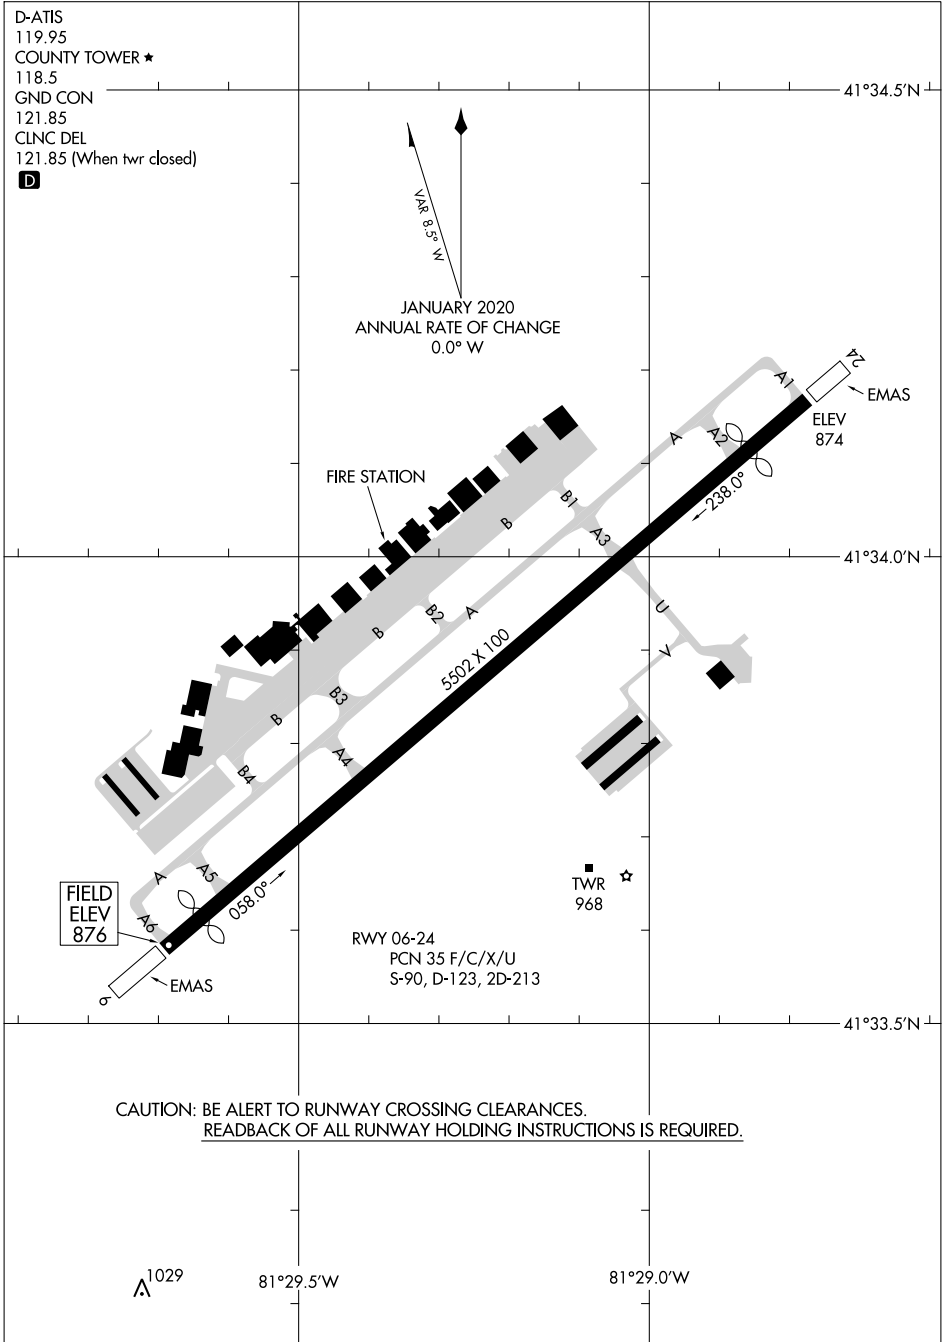 D-ATIS
119.95
COUNTY TOWER ★
118.5
GND CON
121.85
CLNC DEL
121.85 (When twr closed)
D
41°34.5'N
VAR 8.5° W
JANUARY 2020
ANNUAL RATE OF CHANGE
0.0° W
24
A1
EMAS
ELEV
874
A
A2
FIRE STATION
238.0°
B1
B
A3
41°34.0'N
U
B2
A
B
V
5502 X 100
B3
B
A4
B4
A
A5
TWR
968
058.0°
FIELD
ELEV
876
A6
RWY 06-24
PCN 35 F/C/X/U
S-90, D-123, 2D-213
EMAS
6
41°33.5'N
CAUTION: BE ALERT TO RUNWAY CROSSING CLEARANCES.
READBACK OF ALL RUNWAY HOLDING INSTRUCTIONS IS REQUIRED.
1029
81°29.5'W
81°29.0'W